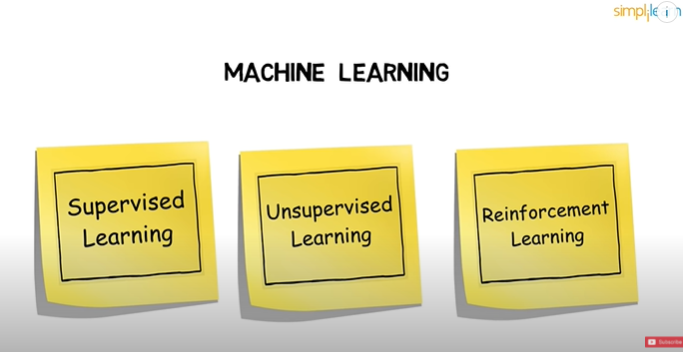 simplilearn
MACHINE LEARNING
Supervised
Learning
Unsupervised
Learning
Reinforcement
Learning
Subscribe